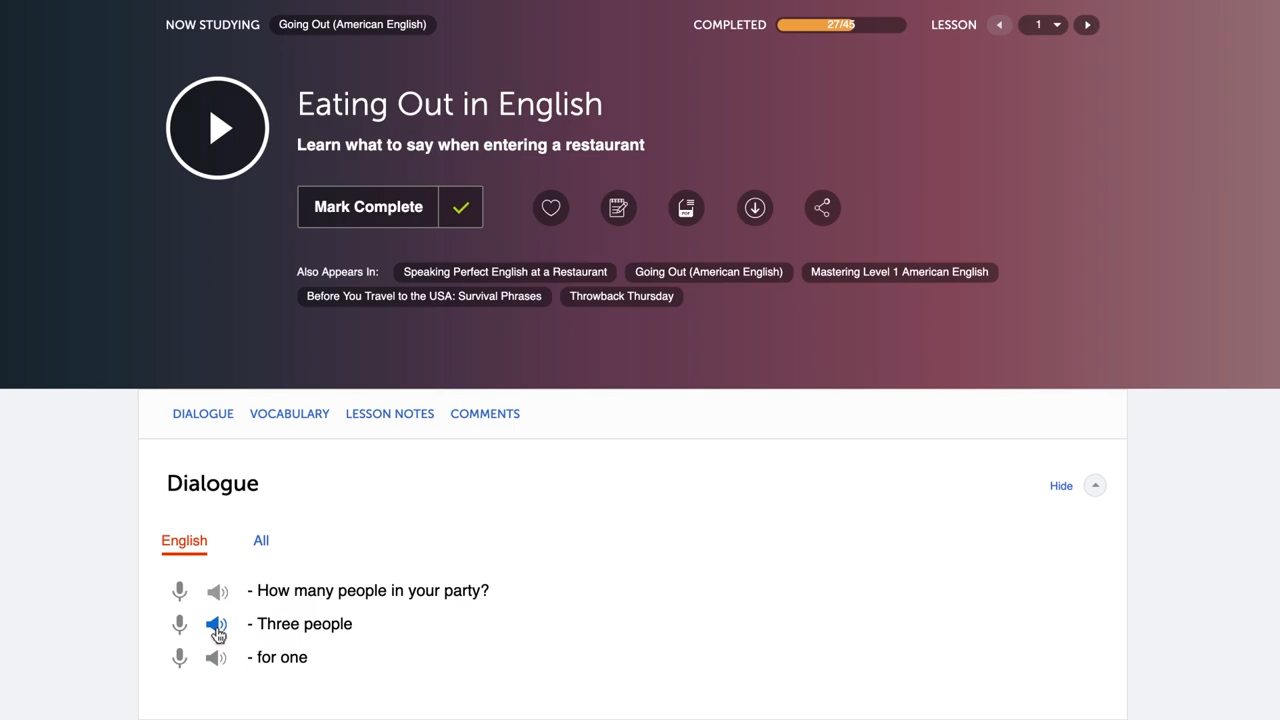 NOW STUDYING Going Out (American English) COMPLETED 27/45 LESSON 1
Eating Out in English
Learn what to say when entering a restaurant
Mark Complete
PDF
Also Appears In: Speaking Perfect English at a Restaurant Going Out (American English) Mastering Level 1 American English
Before You Travel to the USA: Survival Phrases Throwback Thursday
DIALOGUE VOCABULARY LESSON NOTES COMMENTS
Dialogue Hide
English All
- How many people in your party?
- Three people
- for one